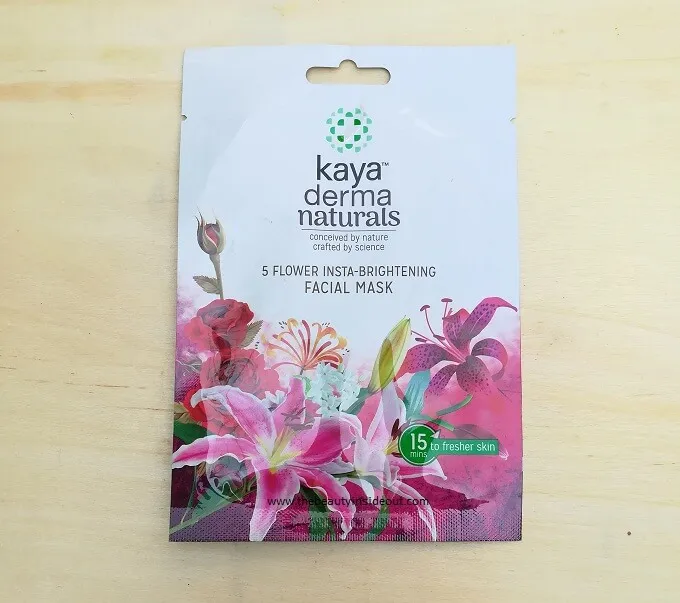 kaya™
derma
naturals
conceived by nature
crafted by science
5 FLOWER INSTA-BRIGHTENING
FACIAL MASK
15
mins
to fresher skin
www.thebeautyinsideout.com